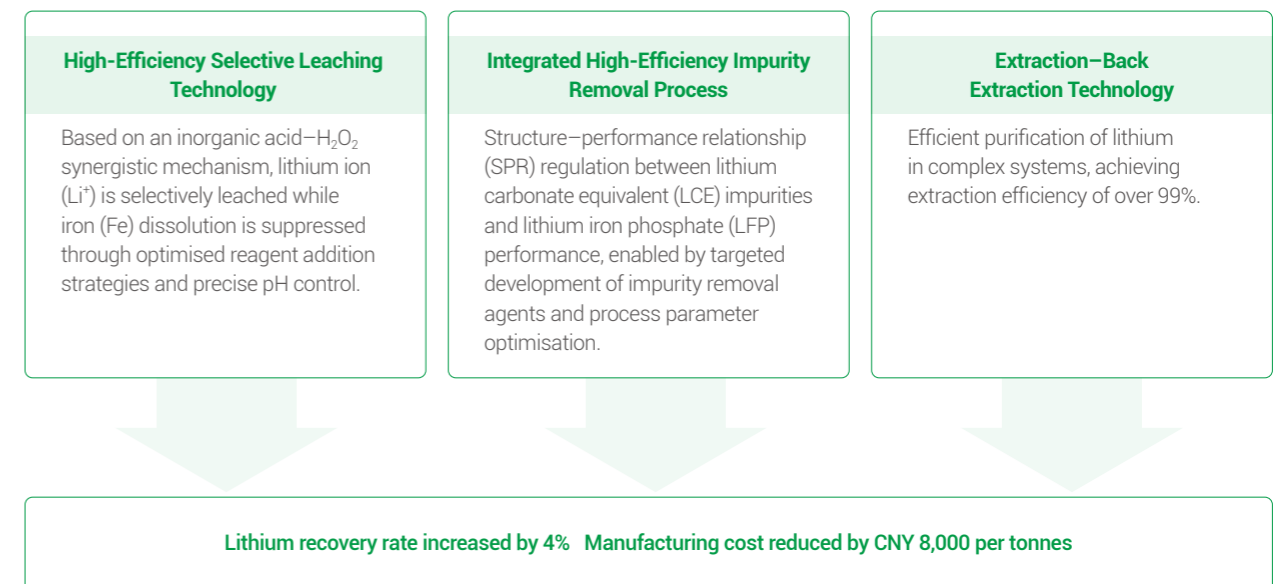 High-Efficiency Selective Leaching
Technology
Based on an inorganic acid–H₂O₂
synergistic mechanism, lithium ion
(Li⁺) is selectively leached while
iron (Fe) dissolution is suppressed
through optimised reagent addition
strategies and precise pH control.
Integrated High-Efficiency Impurity
Removal Process
Structure–performance relationship
(SPR) regulation between lithium
carbonate equivalent (LCE) impurities
and lithium iron phosphate (LFP)
performance, enabled by targeted
development of impurity removal
agents and process parameter
optimisation.
Extraction–Back
Extraction Technology
Efficient purification of lithium
in complex systems, achieving
extraction efficiency of over 99%.
Lithium recovery rate increased by 4% Manufacturing cost reduced by CNY 8,000 per tonnes